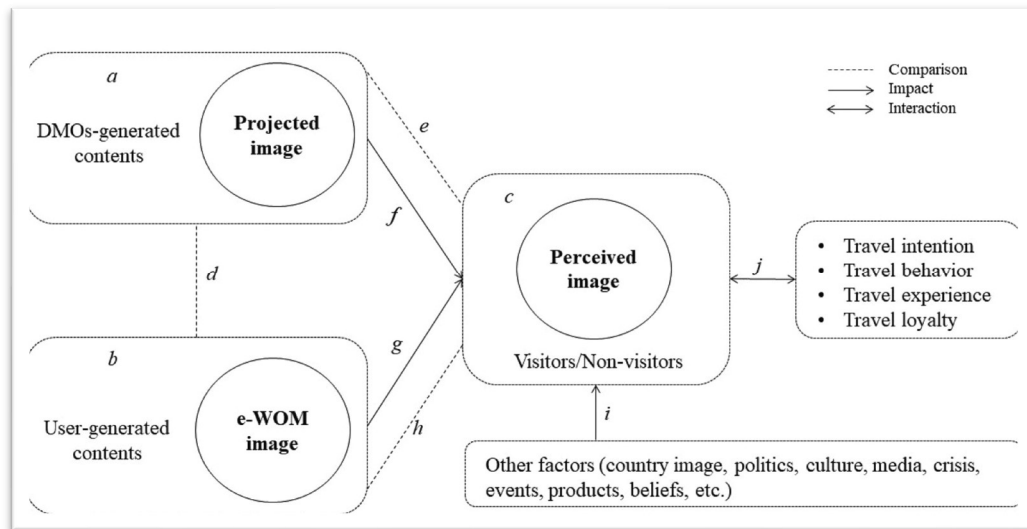 a
DMOs-generated
contents
Projected
image
e
f
d
b
User-generated
contents
e-WOM
image
g
h
c
Perceived
image
Visitors/Non-visitors
i
j
Comparison
Impact
Interaction
• Travel intention
• Travel behavior
• Travel experience
• Travel loyalty
Other factors (country image, politics, culture, media, crisis,
events, products, beliefs, etc.)